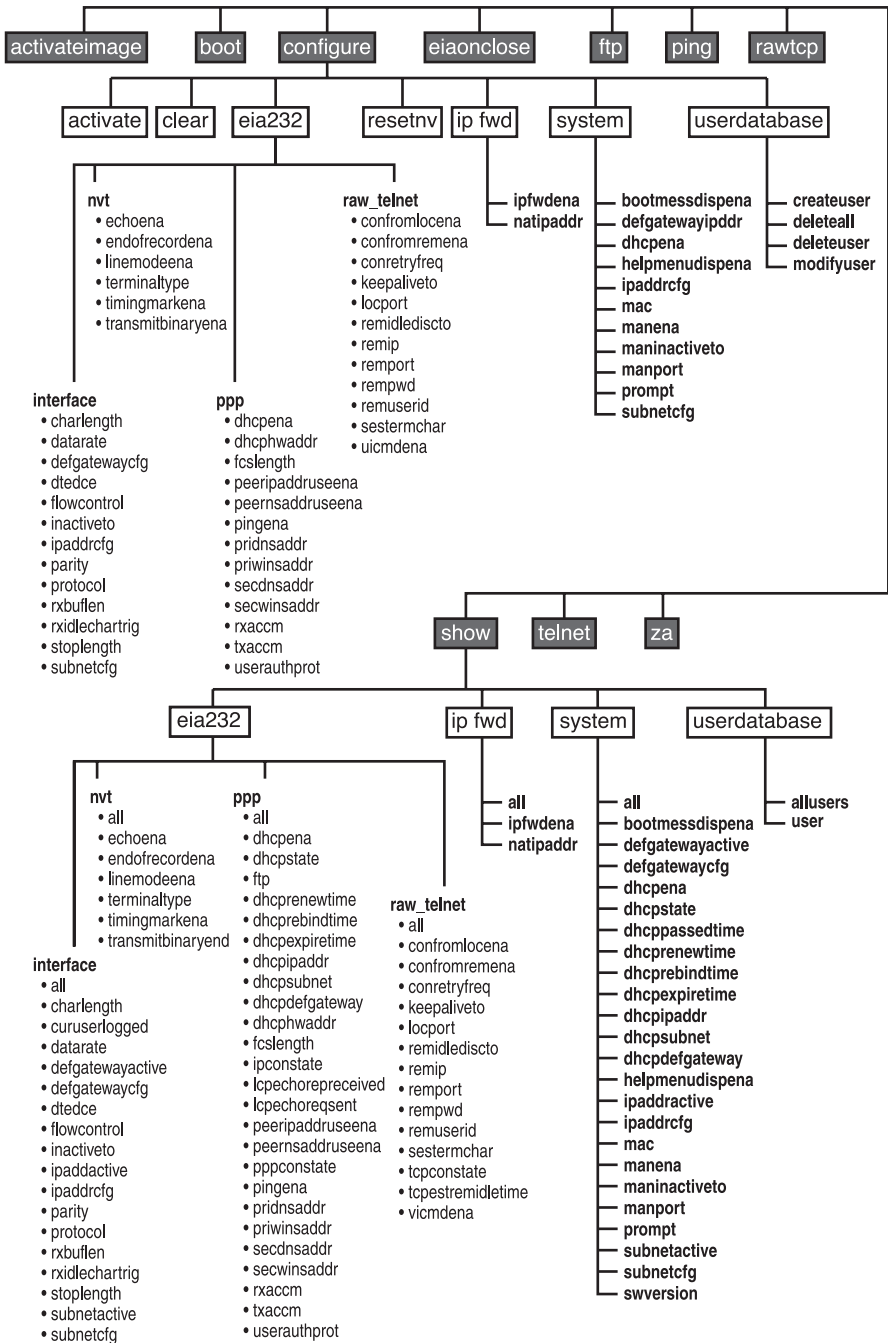 activateimage
boot
configure
eiaonclose
ftp
ping
rawtcp
activate
clear
eia232
resetnv
ip fwd
system
userdatabase
nvt
• echoena
• endofrecordena
• linemodeena
• terminaltype
• timingmarkena
• transmitbinaryena
raw_telnet
• confromlocena
• confromremena
• conretryfreq
• keepaliveto
• locport
• remidlediscto
• remip
• remport
• rempwd
• remuserid
• sestermchar
• uicmdena
ipfwdena
natipaddr
bootmessdispena
defgatewayipddr
dhcpena
helpmenudispena
ipaddrcfg
mac
manena
maninactiveto
manport
prompt
subnetcfg
createuser
deleteall
deleteuser
modifyuser
interface
• charlength
• datarate
• defgatewaycfg
• dtedce
• flowcontrol
• inactiveto
• ipaddrcfg
• parity
• protocol
• rxbuflen
• rxidlechartrig
• stoplength
• subnetcfg
ppp
• dhcpena
• dhcphwaddr
• fcslength
• peeripaddruseena
• peernsaddruseena
• pingena
• pridnsaddr
• priwinsaddr
• secdnsaddr
• secwinsaddr
• rxaccm
• txaccm
• userauthprot
show
telnet
za
eia232
ip fwd
system
userdatabase
nvt
• all
• echoena
• endofrecordena
• linemodeena
• terminaltype
• timingmarkena
• transmitbinaryend
ppp
• all
• dhcpena
• dhcpstate
• ftp
• dhcprenewtime
• dhcprebindtime
• dhcpexpiretime
• dhcpipaddr
• dhcpsubnet
• dhcpdefgateway
• dhcphwaddr
• fcslength
• ipconstate
• lcpechorepreceived
• lcpechoreqsent
• peeripaddruseena
• peernsaddruseena
• pppconstate
• pingena
• pridnsaddr
• priwinsaddr
• secdnsaddr
• secwinsaddr
• rxaccm
• txaccm
• userauthprot
all
ipfwdena
natipaddr
all
bootmessdispena
defgatewayactive
defgatewaycfg
dhcpena
dhcpstate
dhcppassedtime
dhcprenewtime
dhcprebindtime
dhcpexpiretime
dhcpipaddr
dhcpsubnet
dhcpdefgateway
helpmenudispena
ipaddractive
ipaddrcfg
mac
manena
maninactiveto
manport
prompt
subnetactive
subnetcfg
swversion
allusers
user
raw_telnet
• all
• confromlocena
• confromremena
• conretryfreq
• keepaliveto
• locport
• remidlediscto
• remip
• remport
• rempwd
• remuserid
• sestermchar
• tcpconstate
• tcpestremidletime
• vicmdena
interface
• all
• charlength
• curuserlogged
• datarate
• defgatewayactive
• defgatewaycfg
• dtedce
• flowcontrol
• inactiveto
• ipaddactive
• ipaddrcfg
• parity
• protocol
• rxbuflen
• rxidlechartrig
• stoplength
• subnetactive
• subnetcfg